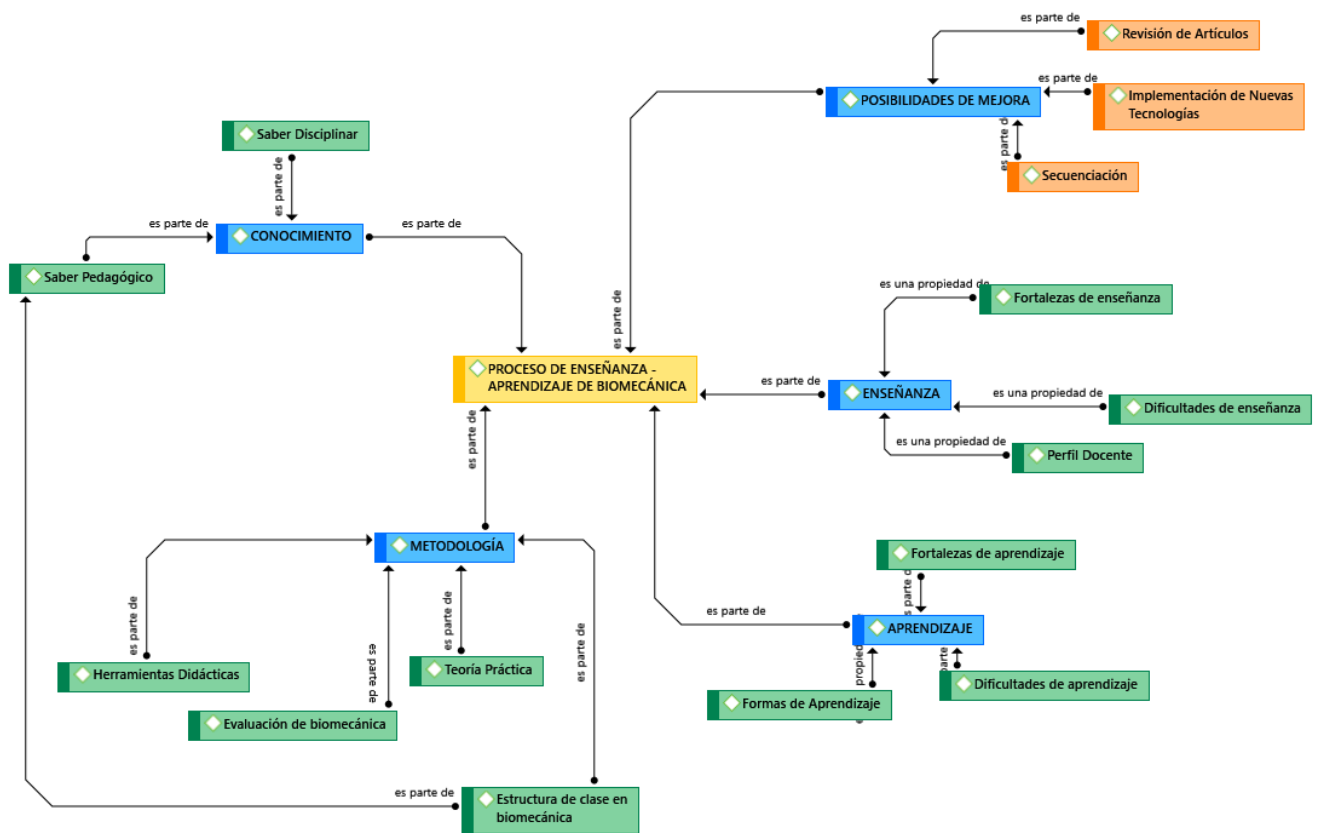 es parte de
Revisión de Artículos
es parte de
POSIBILIDADES DE MEJORA
Implementación de Nuevas
Tecnologías
es parte de
Secuenciación
Saber Disciplinar
es parte de
es parte de
CONOCIMIENTO
es parte de
Saber Pedagógico
es parte de
es una propiedad de
Fortalezas de enseñanza
PROCESO DE ENSEÑANZA -
APRENDIZAJE DE BIOMECÁNICA
es parte de
ENSEÑANZA
es una propiedad de
Dificultades de enseñanza
es una propiedad de
Perfil Docente
es parte de
METODOLOGÍA
Fortalezas de aprendizaje
es parte de
es parte de
APRENDIZAJE
es parte de
es parte de
es parte de
es parte de
propiedad
parte
Herramientas Didácticas
Teoría Práctica
Dificultades de aprendizaje
Formas de Aprendizaje
Evaluación de biomecánica
es parte de
Estructura de clase en
biomecánica